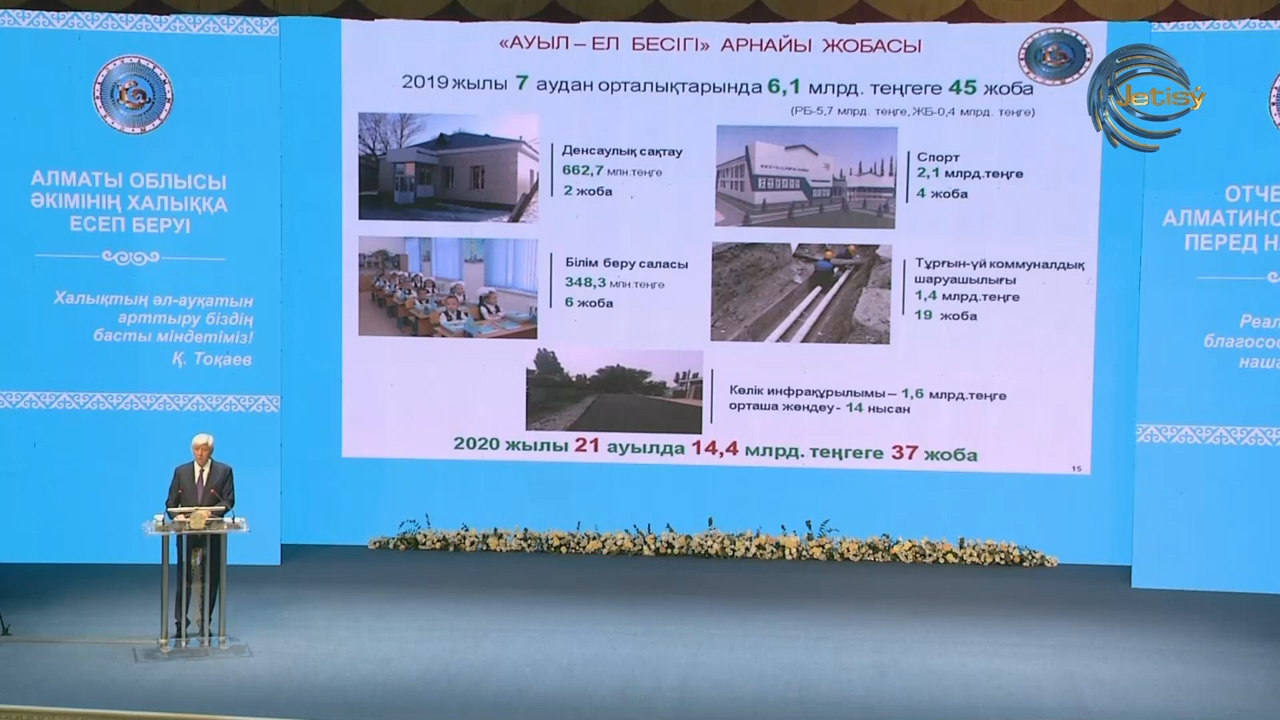 АЛМАТЫ ОБЛЫСЫ
ӘКІМІНІҢ ХАЛЫҚҚА
ЕСЕП БЕРУІ
Халықтың әл-ауқатын
арттыру біздің
басты міндетіміз!
Қ. Тоқаев
«АУЫЛ – ЕЛ БЕСІГІ» АРНАЙЫ ЖОБАСЫ
2019 жылы 7 аудан орталықтарында 6,1 млрд. теңгеге 45 жоба
(РБ-5,7 млрд. теңге, ЖБ-0,4 млрд. теңге)
Денсаулық сақтау
662,7 млн.теңге
2 жоба
Спорт
2,1 млрд.теңге
4 жоба
Білім беру саласы
348,3 млн.теңге
6 жоба
Тұрғын-үй коммуналдық
шаруашылығы
1,4 млрд.теңге
19 жоба
Көлік инфрақұрылымы – 1,6 млрд.теңге
орташа жөндеу- 14 нысан
2020 жылы 21 ауылда 14,4 млрд. теңгеге 37 жоба
15
Jetisý
ОТЧЕ
АЛМАТИНС
ПЕРЕД Н
Реал
благосо
наша